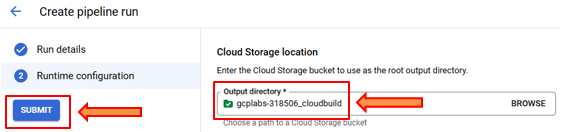 Create pipeline run
Run details
2 Runtime configuration
SUBMIT
Cloud Storage location
Enter the Cloud Storage bucket to use as the root output directory.
Output directory *
gcplabs-318506_cloudbuild
BROWSE
Choose a path to a Cloud Storage bucket